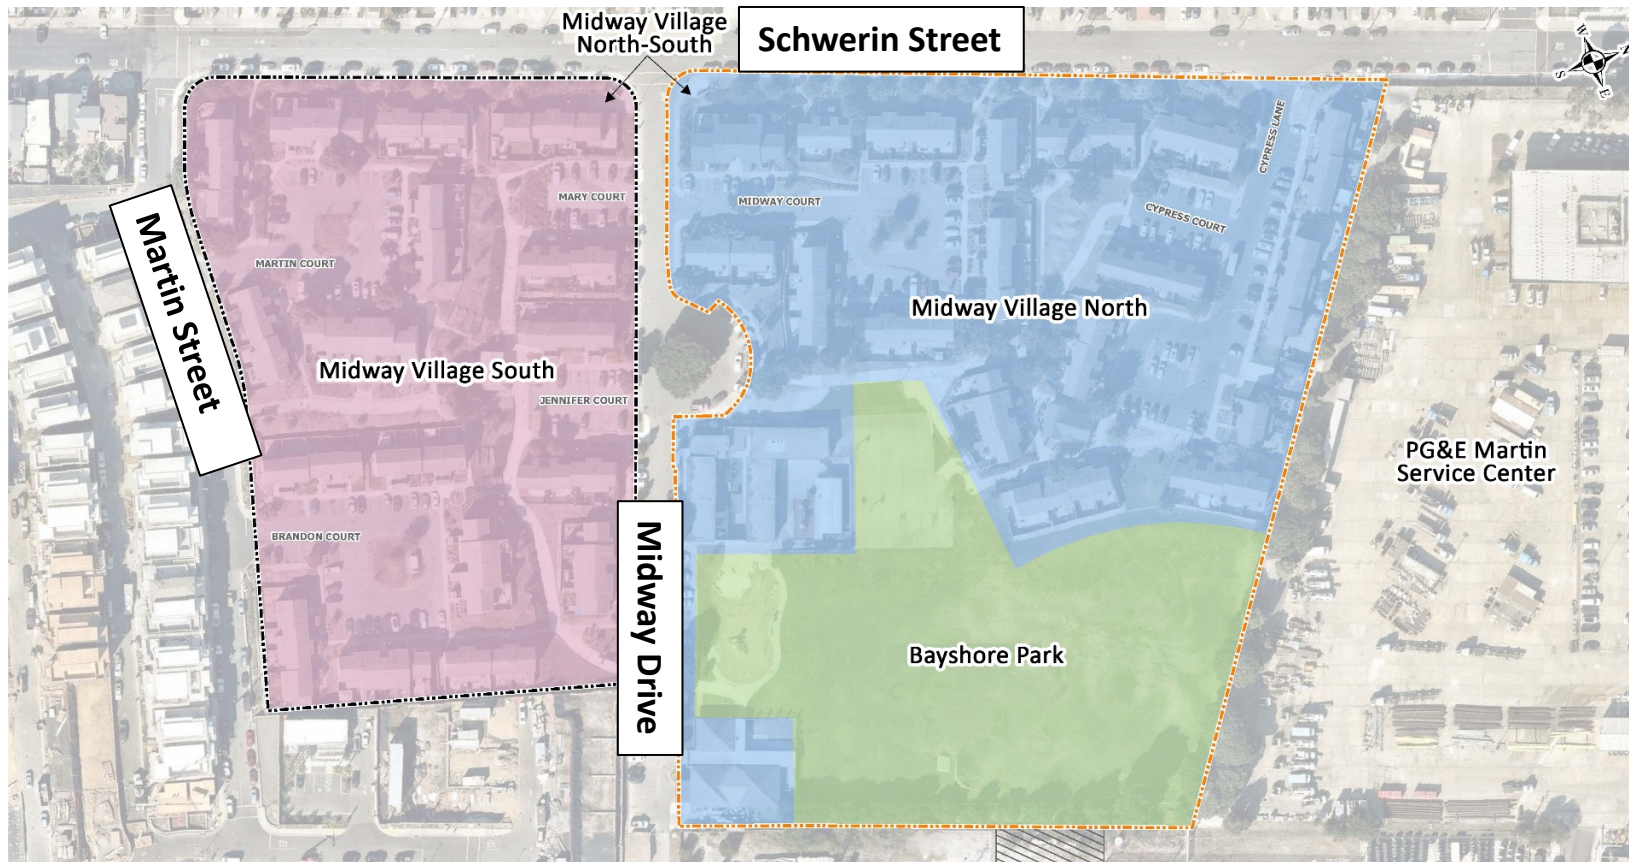 Midway Village
North-South
Schwerin Street
W
N
S
E
CYPRESS LANE
MARY COURT
MIDWAY COURT
CYPRESS COURT
Martin Street
MARTIN COURT
Midway Village North
Midway Village South
JENNIFER COURT
PG&E Martin
Service Center
BRANDON COURT
Midway Drive
Bayshore Park